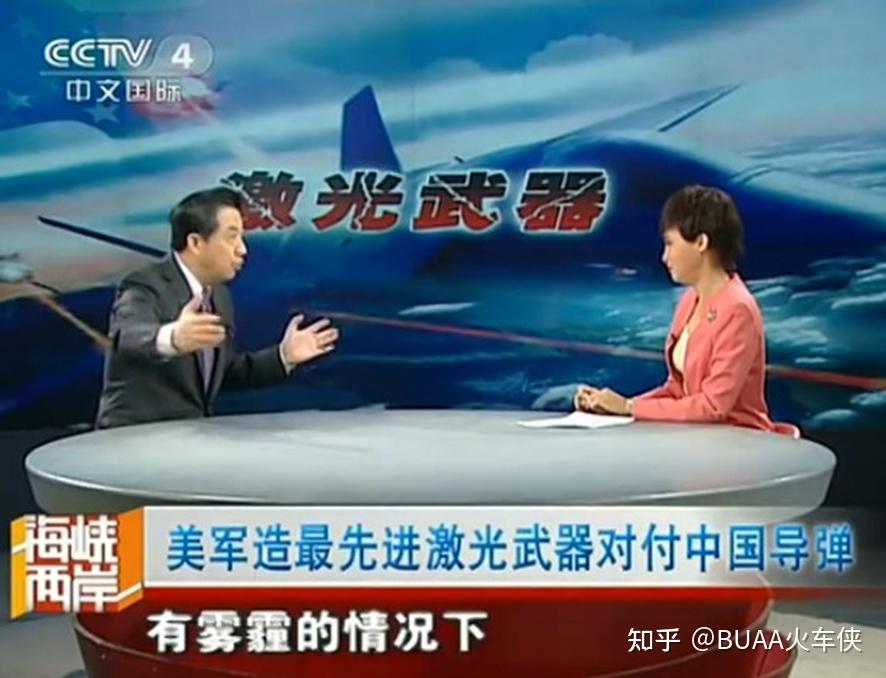 CCTV 4
中文国际
激光武器
海峡
两岸
美军造最先进激光武器对付中国导弹
有雾霾的情况下
知乎 @BUAA火车侠